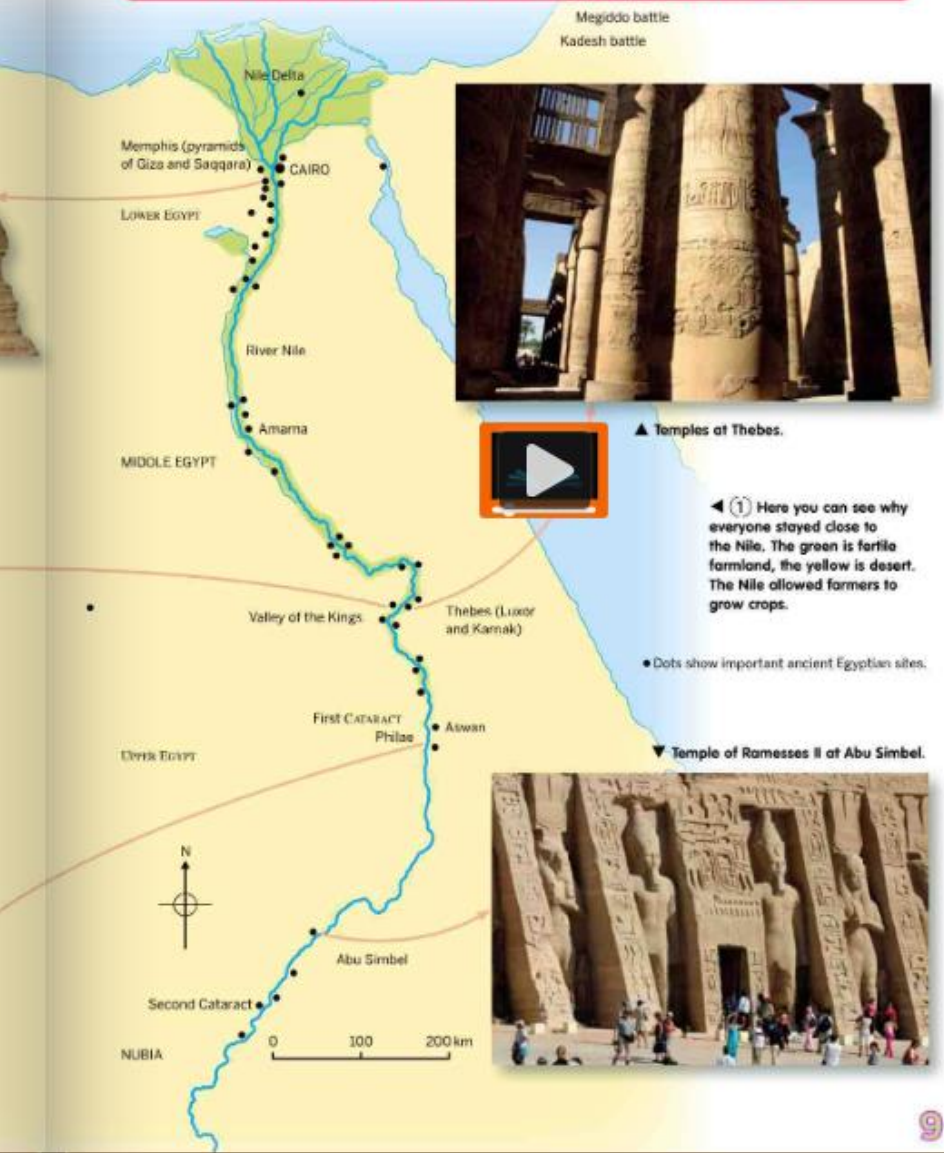 Megiddo battle
Kadesh battle
Nile Delta
Memphis (pyramids
of Giza and Saqqara)
CAIRO
LOWER EGYPT
River Nile
Amarna
MIDDLE EGYPT
▲ Temples at Thebes.
◄ (1) Here you can see why
everyone stayed close to
the Nile. The green is fertile
farmland, the yellow is desert.
The Nile allowed farmers to
grow crops.
Valley of the Kings
Thebes (Luxor
and Karnak)
• Dots show important ancient Egyptian sites.
First CATARACT
Philae
Aswan
UPPER EGYPT
▼ Temple of Ramesses II at Abu Simbel.
N
Abu Simbel
Second Cataract
NUBIA
0 100 200 km
9